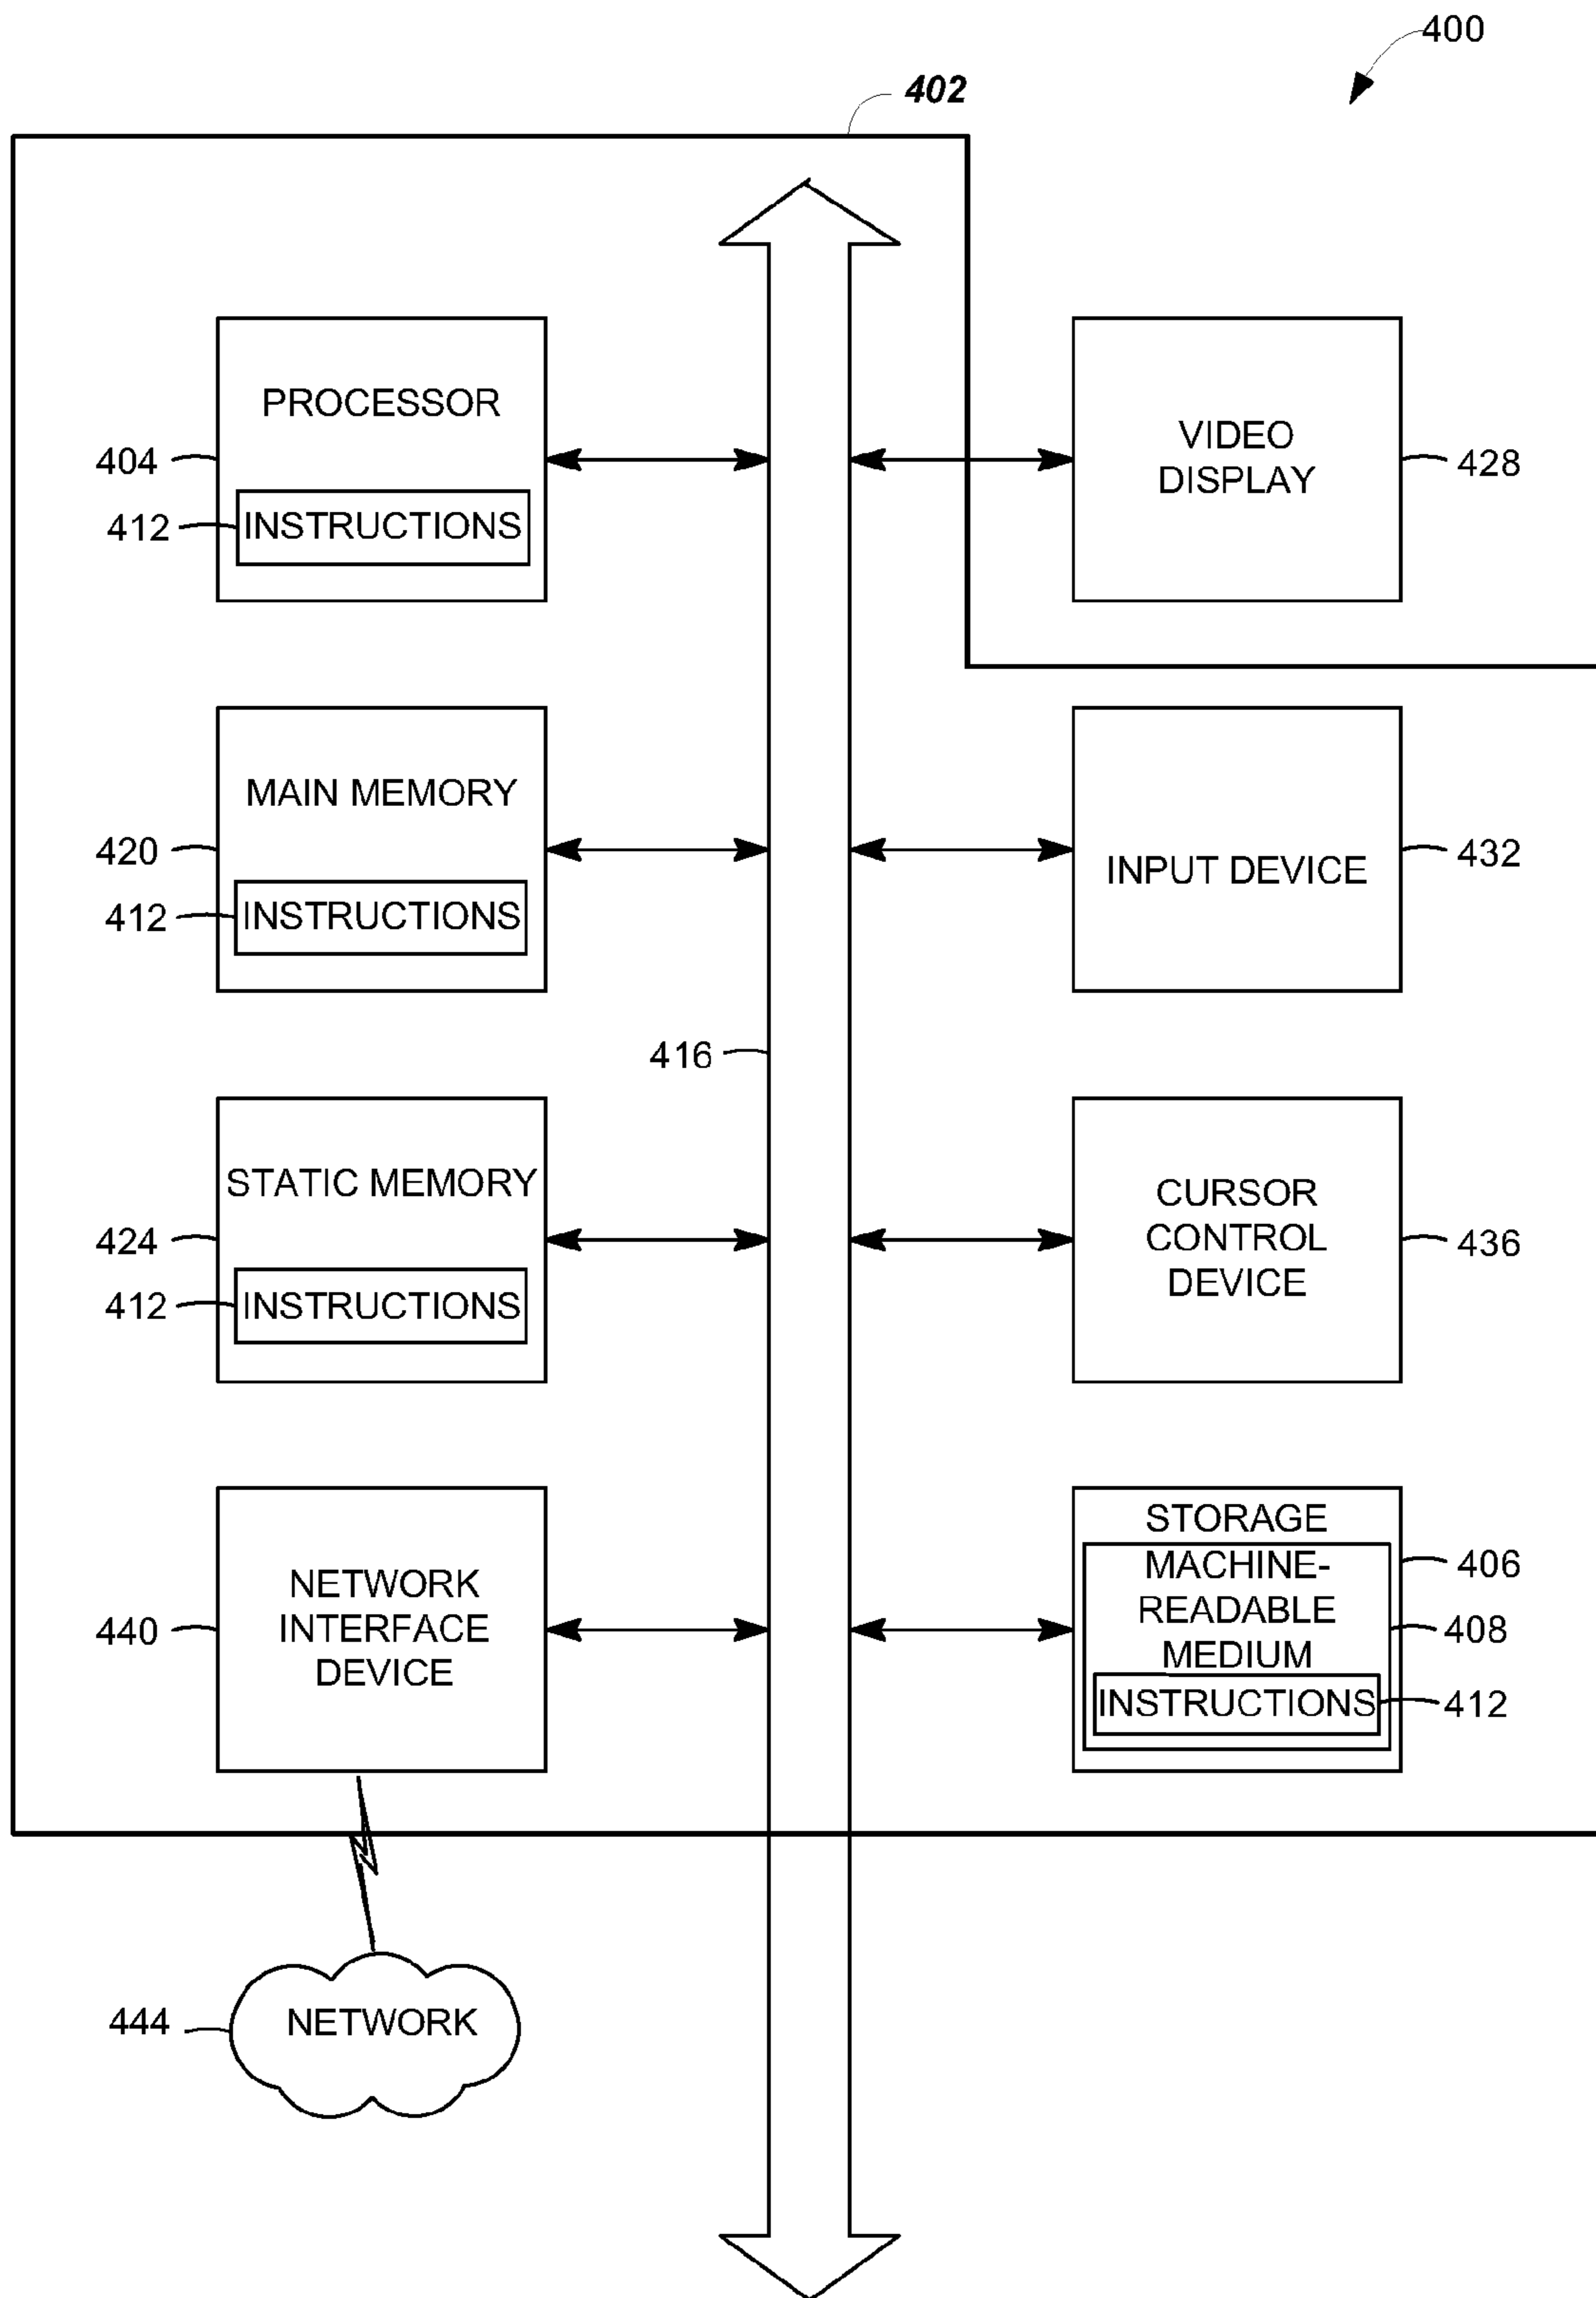 400
402
PROCESSOR
404
412
INSTRUCTIONS
VIDEO
DISPLAY
428
MAIN MEMORY
420
412
INSTRUCTIONS
INPUT DEVICE
432
416
STATIC MEMORY
424
412
INSTRUCTIONS
CURSOR
CONTROL
DEVICE
436
NETWORK
INTERFACE
DEVICE
440
STORAGE
MACHINE-
READABLE
MEDIUM
INSTRUCTIONS
406
408
412
444
NETWORK